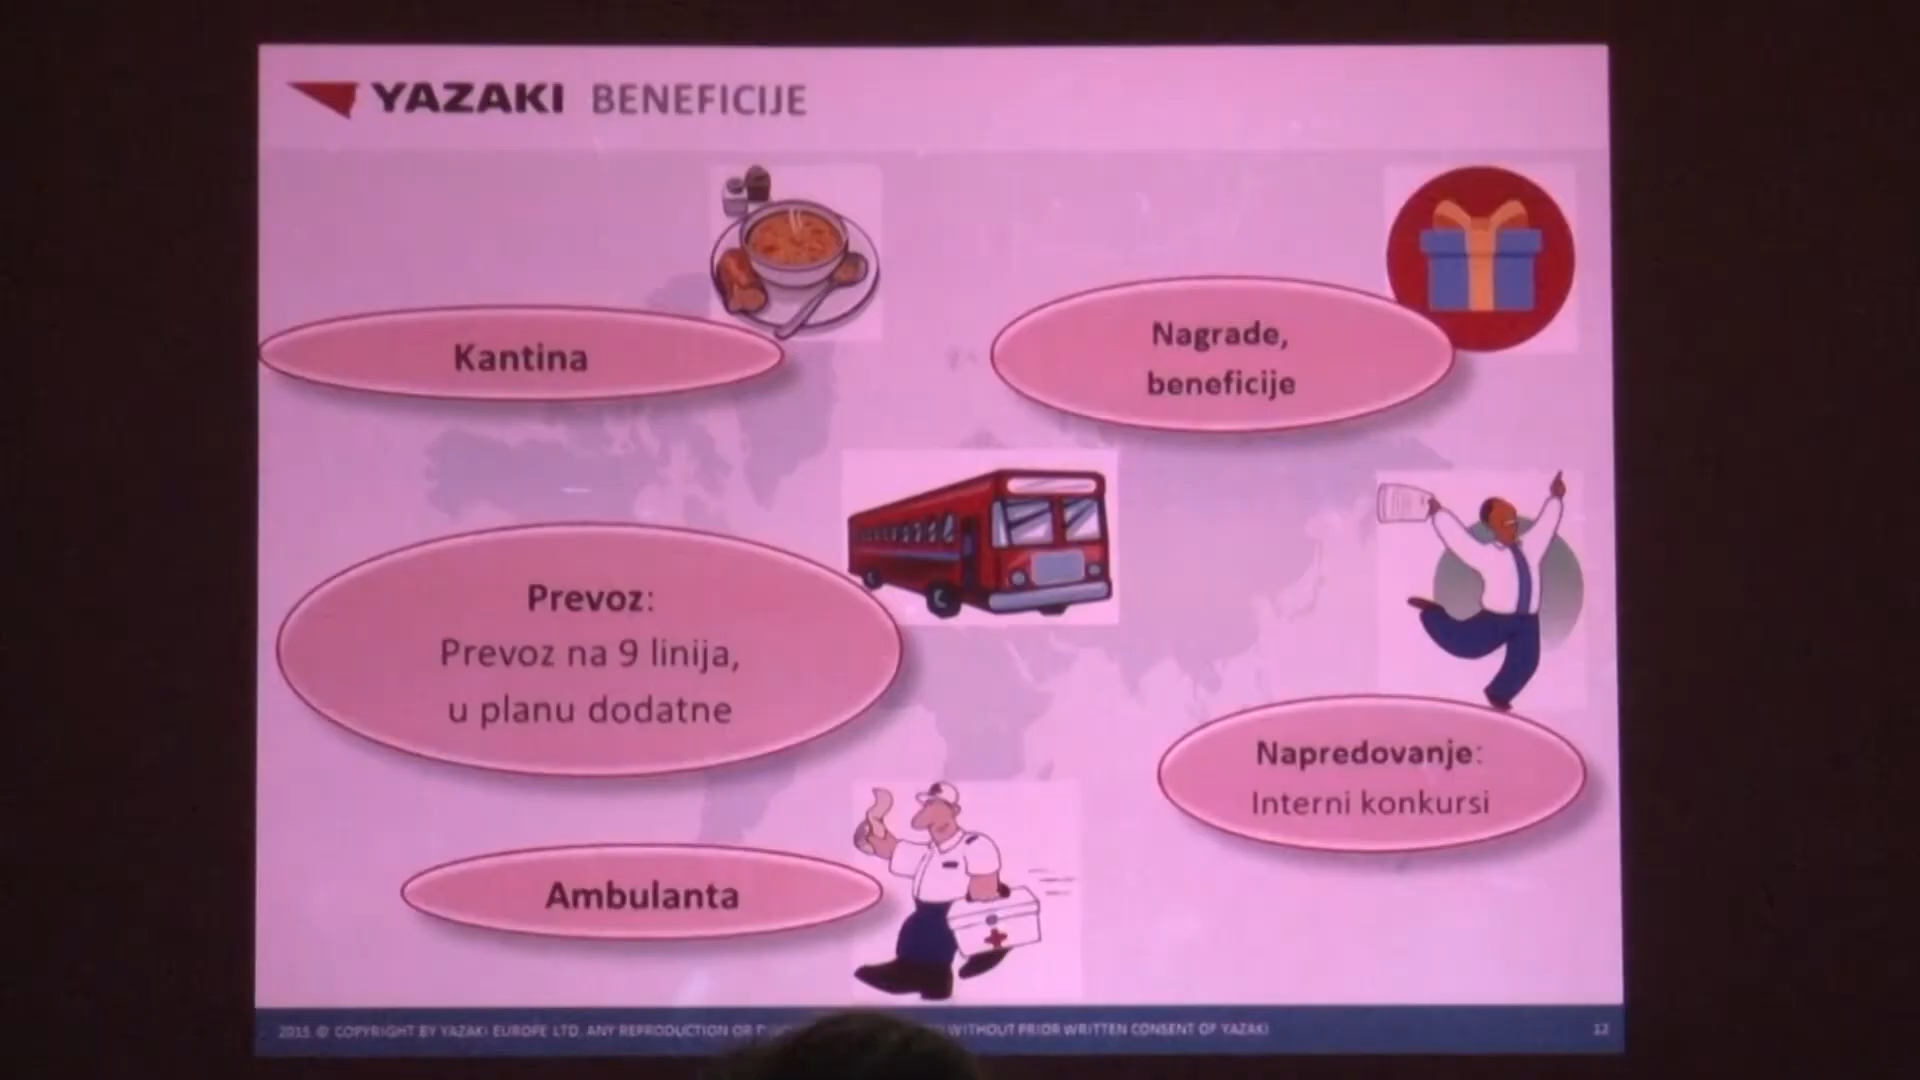 YAZAKI BENEFICIJE
Kantina
Nagrade,
beneficije
Prevoz:
Prevoz na 9 linija,
u planu dodatne
Napredovanje:
Interni konkursi
Ambulanta
2015 © COPYRIGHT BY YAZAKI EUROPE LTD. ANY REPRODUCTION OR WITHOUT PRIOR WRITTEN CONSENT OF YAZAKI
12